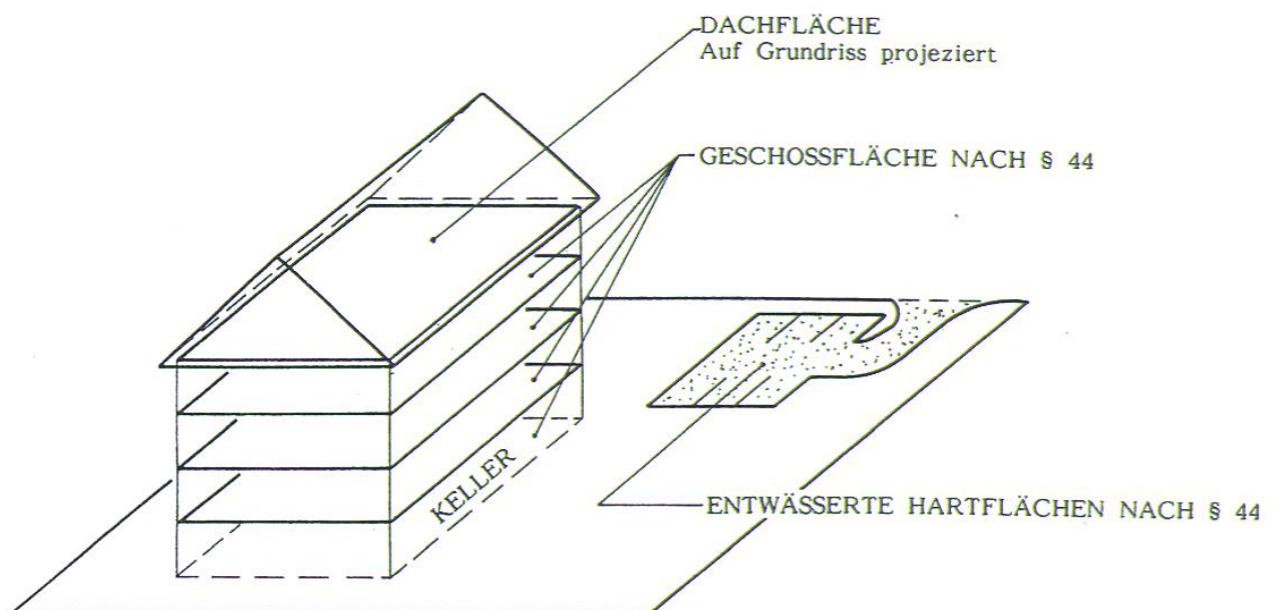 DACHFLÄCHE
Auf Grundriss projeziert
GESCHOSSFLÄCHE NACH § 44
KELLER
ENTWÄSSERTE HARTFLÄCHEN NACH § 44